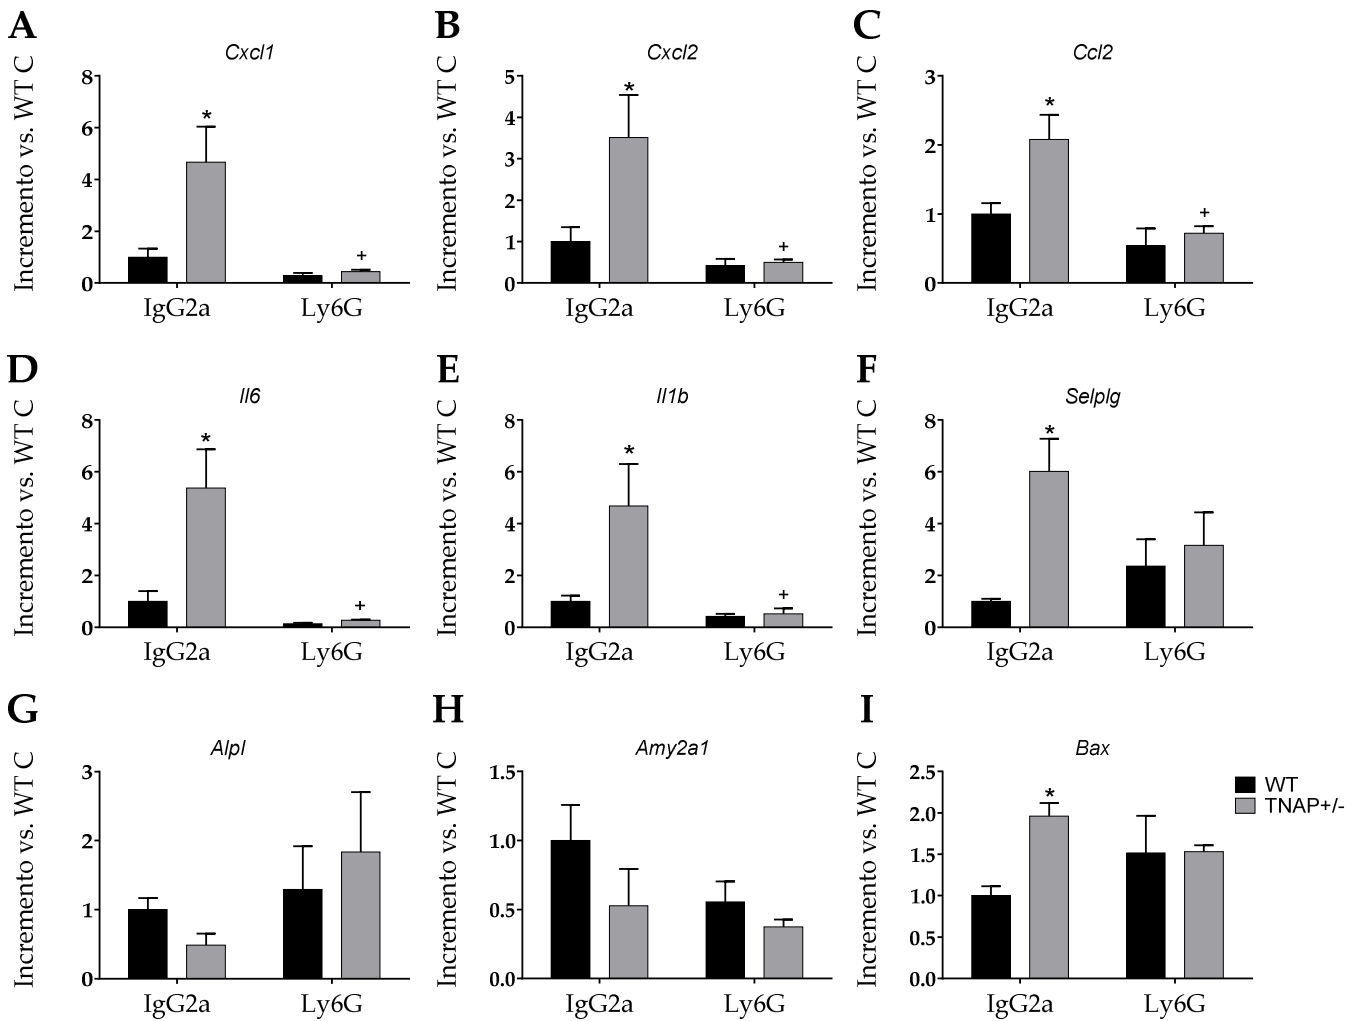 A
Cxcl1
Incremento vs. WT C
8
6
4
2
0
*
+
IgG2a
Ly6G
B
Cxcl2
Incremento vs. WT C
5
4
3
2
1
0
*
+
IgG2a
Ly6G
C
Ccl2
Incremento vs. WT C
3
2
1
0
*
+
IgG2a
Ly6G
D
Il6
Incremento vs. WT C
8
6
4
2
0
*
+
IgG2a
Ly6G
E
Il1b
Incremento vs. WT C
8
6
4
2
0
*
+
IgG2a
Ly6G
F
Selplg
Incremento vs. WT C
8
6
4
2
0
*
IgG2a
Ly6G
G
Alpl
Incremento vs. WT C
3
2
1
0
IgG2a
Ly6G
H
Amy2a1
Incremento vs. WT C
1.5
1.0
0.5
0.0
IgG2a
Ly6G
I
Bax
Incremento vs. WT C
2.5
2.0
1.5
1.0
0.5
0.0
*
IgG2a
Ly6G
WT
TNAP+/-